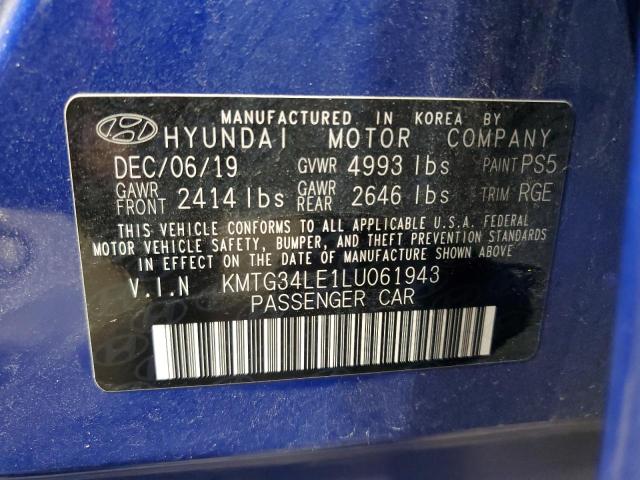 MANUFACTURED IN KOREA BY
HYUNDAI MOTOR COMPANY
DEC/06/19 GVWR 4993 lbs PAINT PS5
GAWR FRONT 2414 lbs GAWR REAR 2646 lbs TRIM RGE
THIS VEHICLE CONFORMS TO ALL APPLICABLE U.S.A. FEDERAL
MOTOR VEHICLE SAFETY, BUMPER, AND THEFT PREVENTION STANDARDS
IN EFFECT ON THE DATE OF MANUFACTURE SHOWN ABOVE
V.I.N KMTG34LE1LU061943
PASSENGER CAR